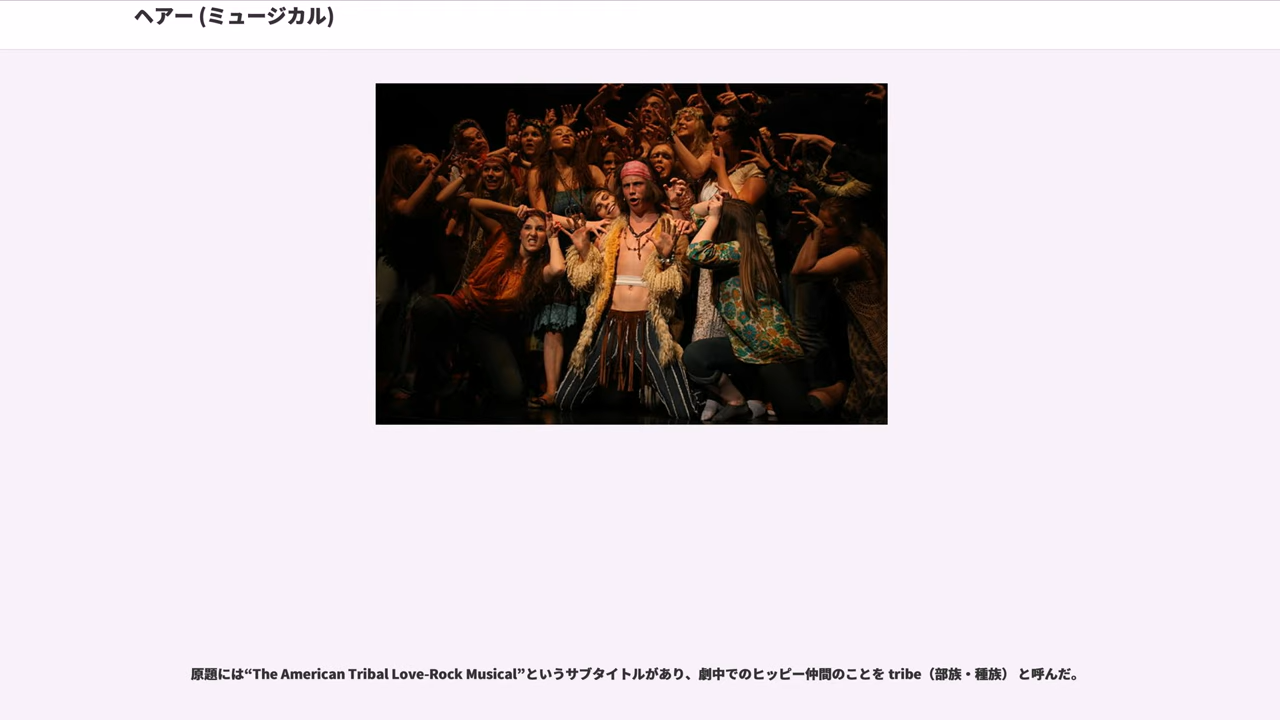 ヘアー (ミュージカル)
原題には“The American Tribal Love-Rock Musical”というサブタイトルがあり、劇中でのヒッピー仲間のことを tribe（部族・種族） と呼んだ。